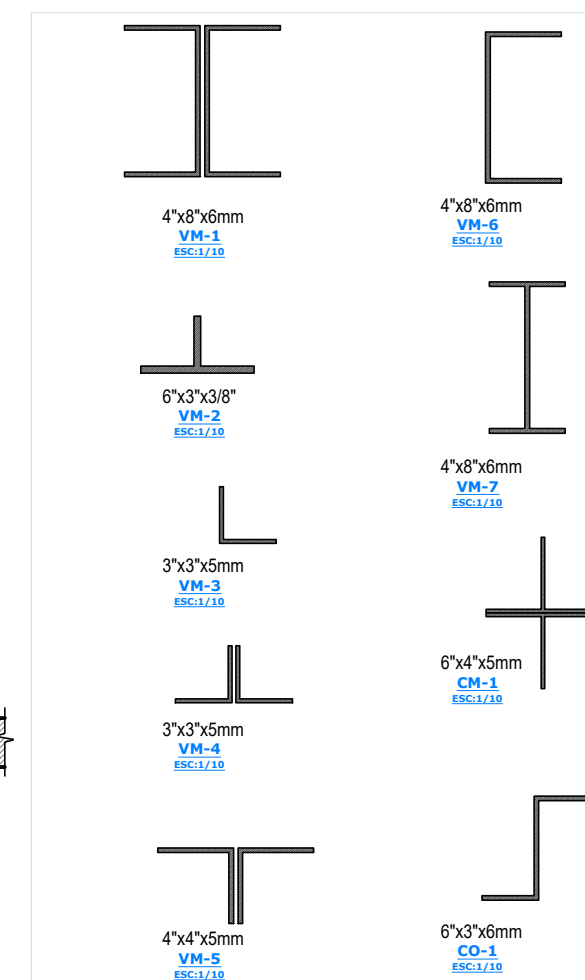 4"x8"x6mm
VM-1
ESC:1/10
6"x3"x3/8"
VM-2
ESC:1/10
3"x3"x5mm
VM-3
ESC:1/10
3"x3"x5mm
VM-4
ESC:1/10
4"x4"x5mm
VM-5
ESC:1/10
4"x8"x6mm
VM-6
ESC:1/10
4"x8"x6mm
VM-7
ESC:1/10
6"x4"x5mm
CM-1
ESC:1/10
6"x3"x6mm
CO-1
ESC:1/10